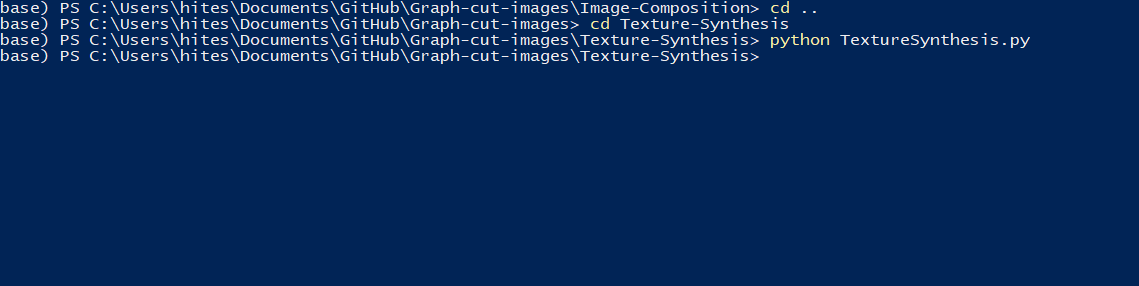 base) PS C:\Users\hites\Documents\GitHub\Graph-cut-images\Image-Composition> cd ..
base) PS C:\Users\hites\Documents\GitHub\Graph-cut-images> cd Texture-Synthesis
base) PS C:\Users\hites\Documents\GitHub\Graph-cut-images\Texture-Synthesis> python TextureSynthesis.py
base) PS C:\Users\hites\Documents\GitHub\Graph-cut-images\Texture-Synthesis>